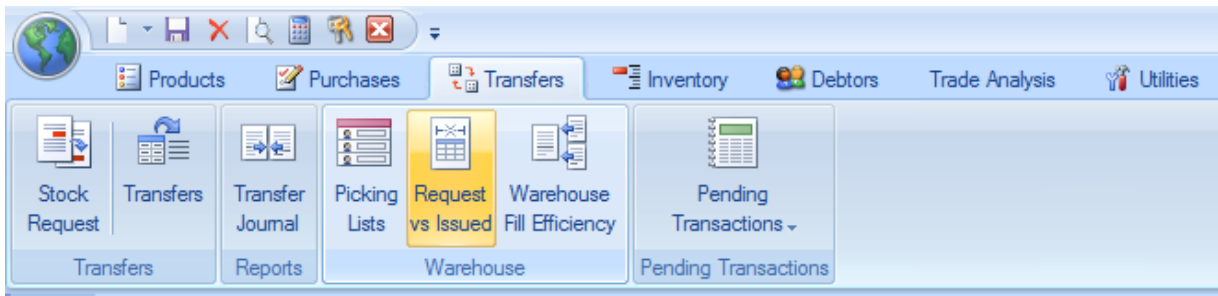 Products Purchases Transfers Inventory Debtors Trade Analysis Utilities
Stock Transfers Transfer Picking Request Warehouse Pending
Request Journal Lists vs Issued Fill Efficiency Transactions
Transfers Reports Warehouse Pending Transactions